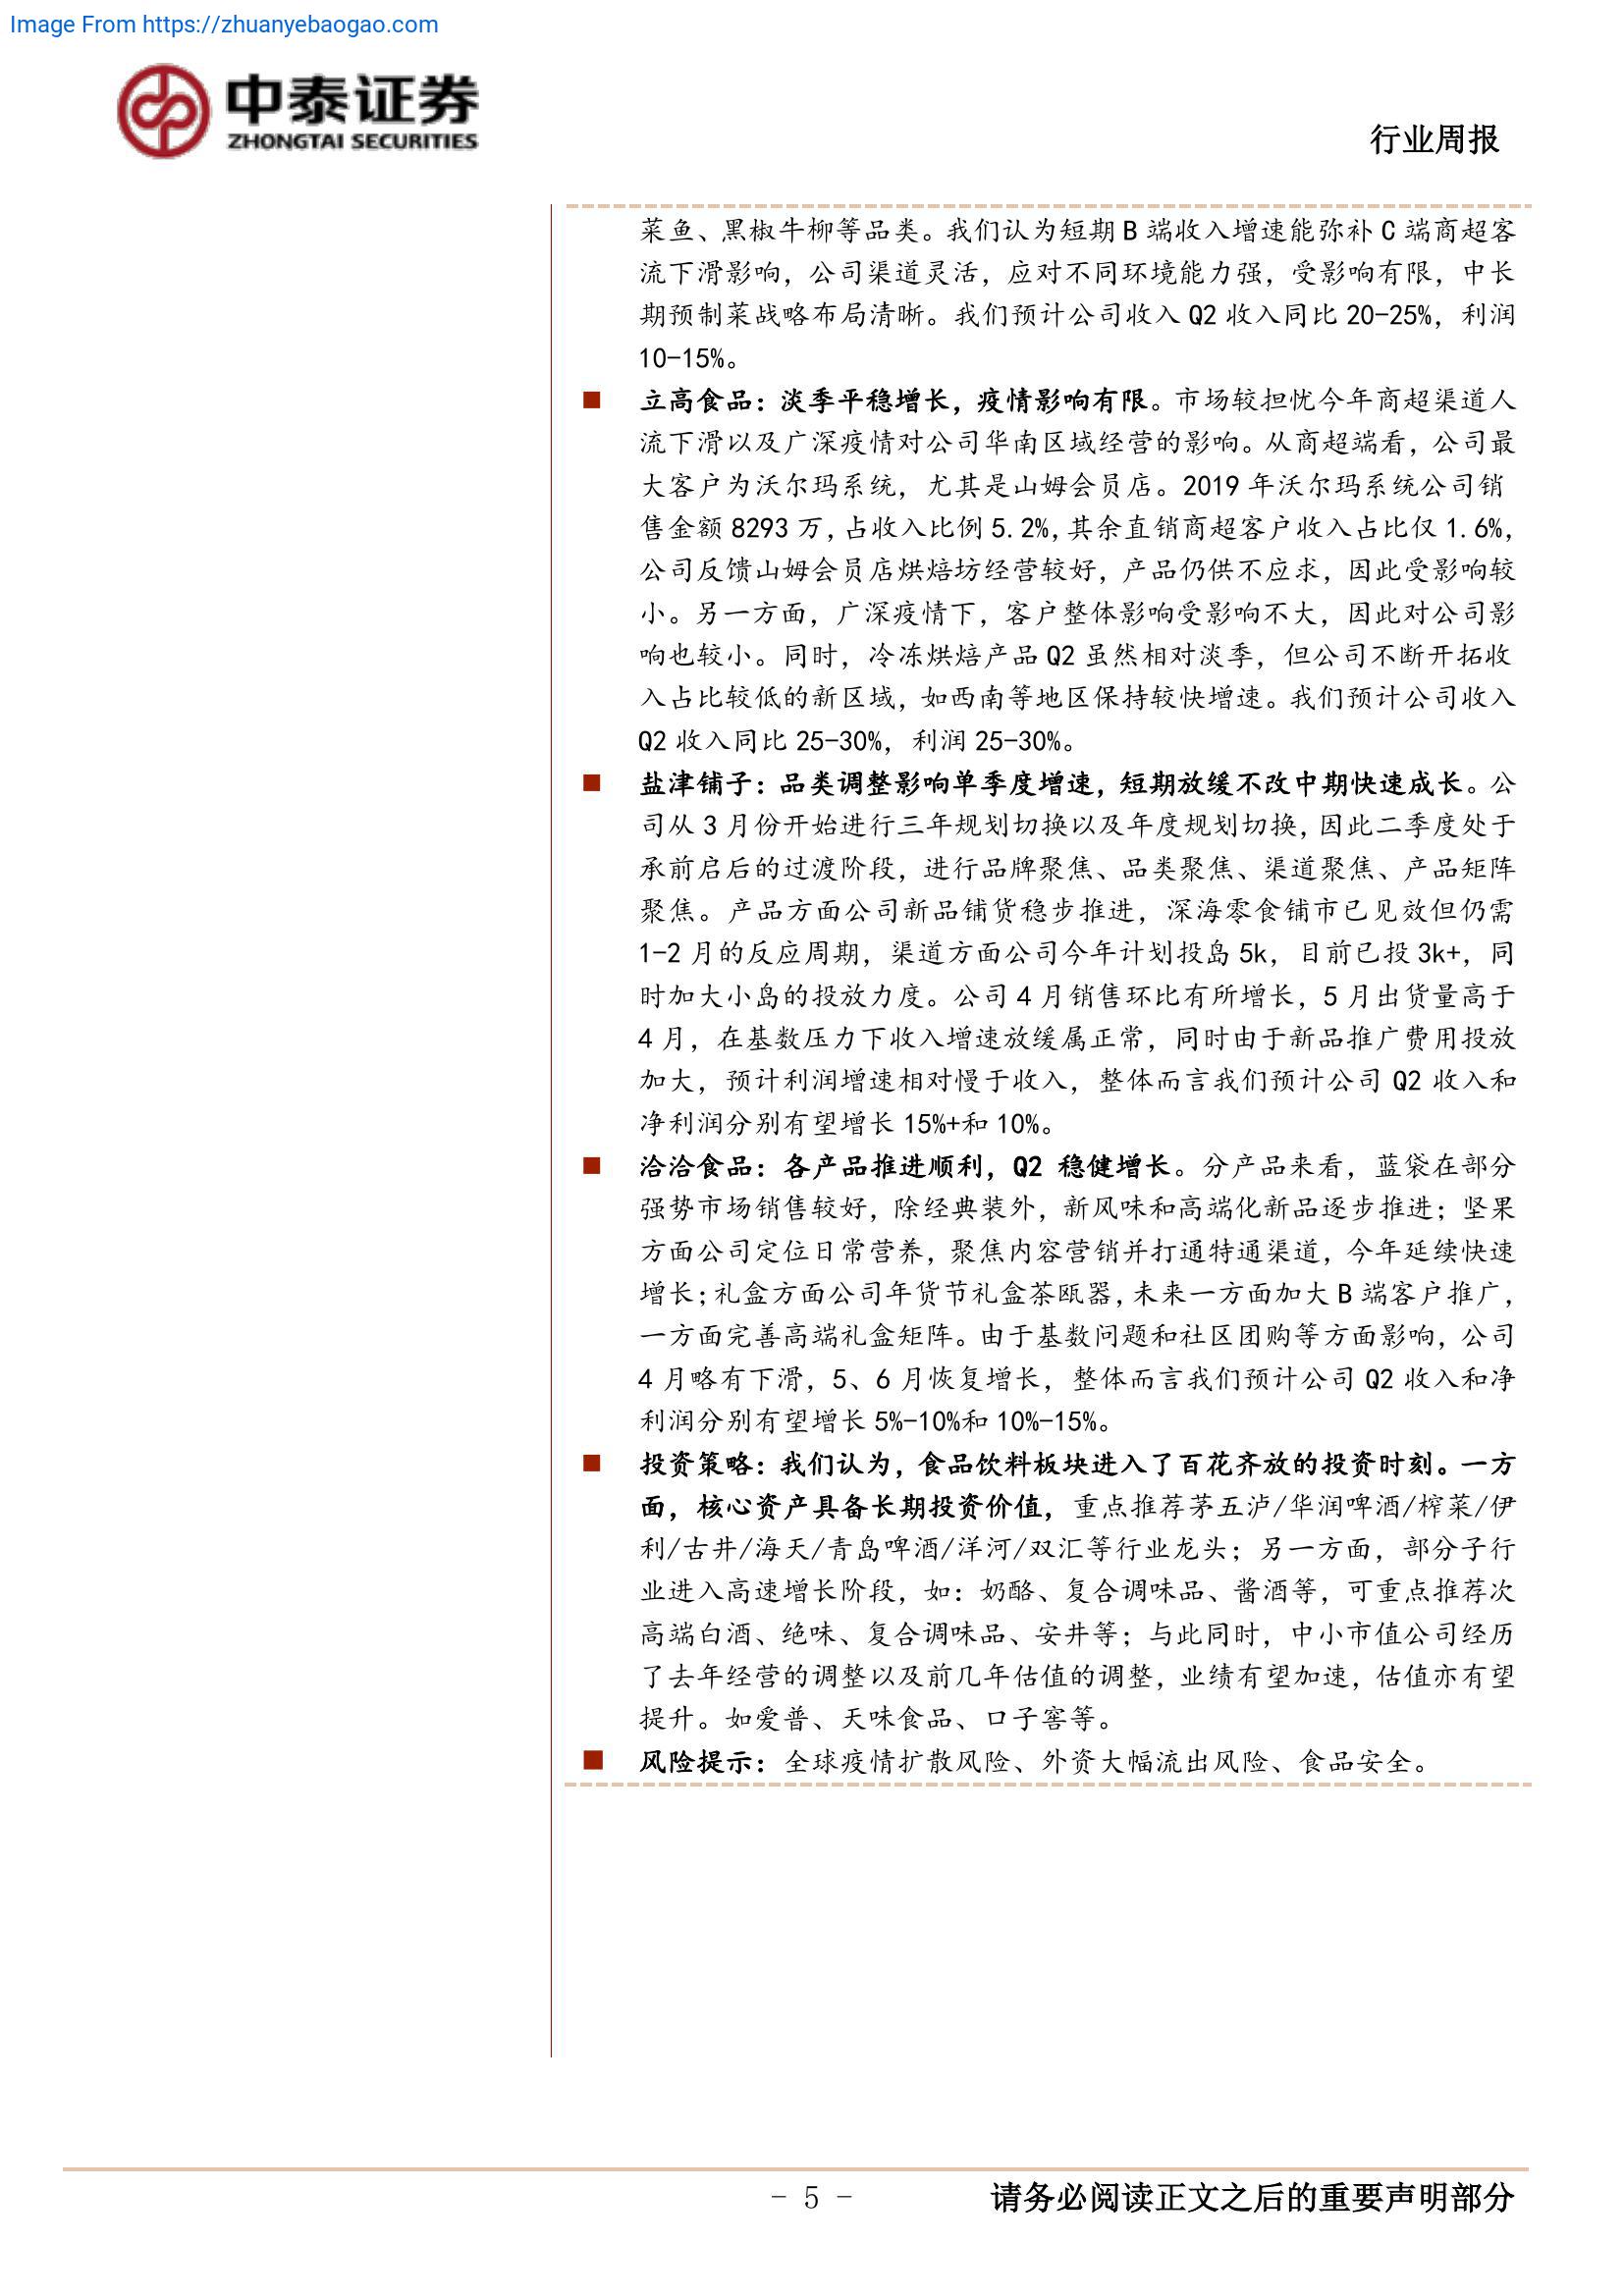 Image From https://zhuanyebaogao.com
中泰证券
ZHONGTAI SECURITIES
行业周报
菜鱼、黑椒牛柳等品类。我们认为短期 B 端收入增速能弥补 C 端商超客
流下滑影响，公司渠道灵活，应对不同环境能力强，受影响有限，中长
期预制菜战略布局清晰。我们预计公司收入 Q2 收入同比 20-25%，利润
10-15%。
■ 立高食品：淡季平稳增长，疫情影响有限。市场较担忧今年商超渠道人
流下滑以及广深疫情对公司华南区域经营的影响。从商超端看，公司最
大客户为沃尔玛系统，尤其是山姆会员店。2019 年沃尔玛系统公司销
售金额 8293 万，占收入比例 5.2%，其余直销商超客户收入占比仅 1.6%，
公司反馈山姆会员店烘焙坊经营较好，产品仍供不应求，因此受影响较
小。另一方面，广深疫情下，客户整体影响受影响不大，因此对公司影
响也较小。同时，冷冻烘焙产品 Q2 虽然相对淡季，但公司不断开拓收
入占比较低的新区域，如西南等地区保持较快增速。我们预计公司收入
Q2 收入同比 25-30%，利润 25-30%。
■ 盐津铺子：品类调整影响单季度增速，短期放缓不改中期快速成长。公
司从 3 月份开始进行三年规划切换以及年度规划切换，因此二季度处于
承前启后的过渡阶段，进行品牌聚焦、品类聚焦、渠道聚焦、产品矩阵
聚焦。产品方面公司新品铺货稳步推进，深海零食铺市已见效但仍需
1-2 月的反应周期，渠道方面公司今年计划投岛 5k，目前已投 3k+，同
时加大小岛的投放力度。公司 4 月销售环比有所增长，5 月出货量高于
4 月，在基数压力下收入增速放缓属正常，同时由于新品推广费用投放
加大，预计利润增速相对慢于收入，整体而言我们预计公司 Q2 收入和
净利润分别有望增长 15%+和 10%。
■ 洽洽食品：各产品推进顺利，Q2 稳健增长。分产品来看，蓝袋在部分
强势市场销售较好，除经典装外，新风味和高端化新品逐步推进；坚果
方面公司定位日常营养，聚焦内容营销并打通特通渠道，今年延续快速
增长；礼盒方面公司年货节礼盒茶瓯器，未来一方面加大 B 端客户推广，
一方面完善高端礼盒矩阵。由于基数问题和社区团购等方面影响，公司
4 月略有下滑，5、6 月恢复增长，整体而言我们预计公司 Q2 收入和净
利润分别有望增长 5%-10%和 10%-15%。
■ 投资策略：我们认为，食品饮料板块进入了百花齐放的投资时刻。一方
面，核心资产具备长期投资价值，重点推荐茅五泸/华润啤酒/榨菜/伊
利/古井/海天/青岛啤酒/洋河/双汇等行业龙头；另一方面，部分子行
业进入高速增长阶段，如：奶酪、复合调味品、酱酒等，可重点推荐次
高端白酒、绝味、复合调味品、安井等；与此同时，中小市值公司经历
了去年经营的调整以及前几年估值的调整，业绩有望加速，估值亦有望
提升。如爱普、天味食品、口子窖等。
■ 风险提示：全球疫情扩散风险、外资大幅流出风险、食品安全。
- 5 -
请务必阅读正文之后的重要声明部分